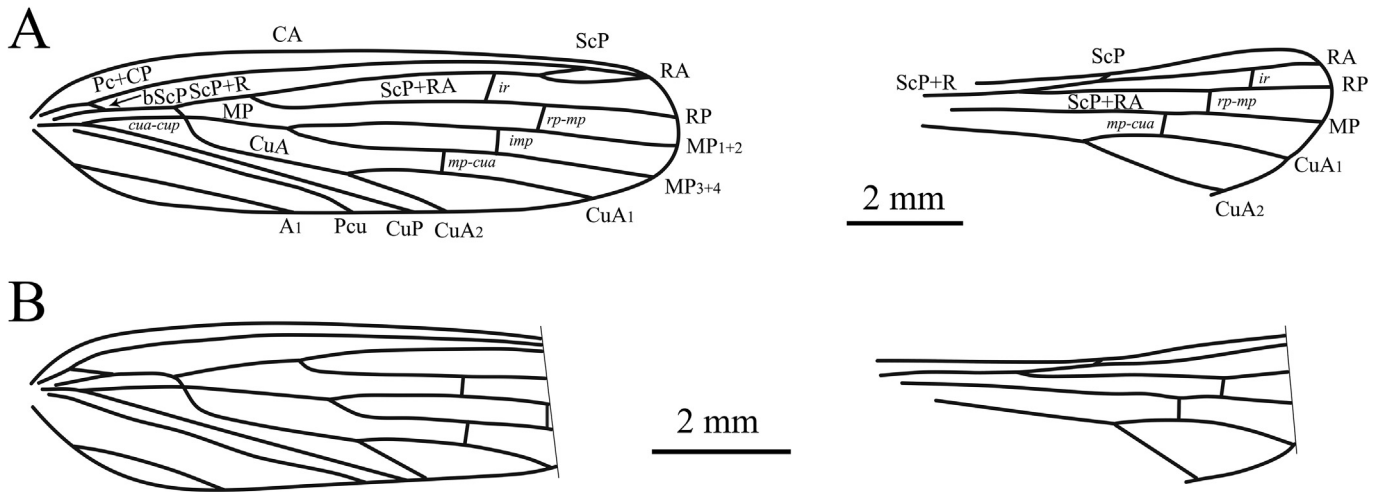 A
CA
ScP
Pc+CP
bScP
ScP+R
ScP+RA
ir
RA
MP
cua-cup
rp-mp
RP
CuA
imp
MP1+2
mp-cua
MP3+4
A1
Pcu
CuP
CuA2
CuA1
ScP
RA
ScP+R
ir
RP
ScP+RA
rp-mp
mp-cua
MP
CuA1
2 mm
CuA2
B
2 mm